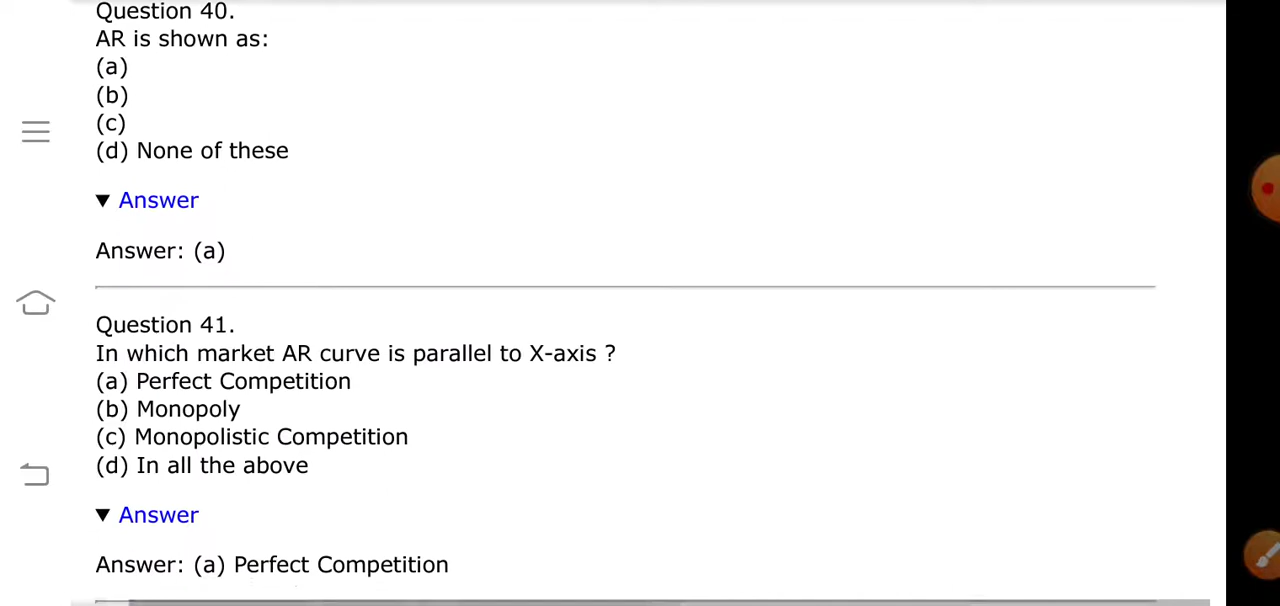 Question 40.
AR is shown as:
(a)
(b)
(c)
(d) None of these
▼ Answer
Answer: (a)
Question 41.
In which market AR curve is parallel to X-axis ?
(a) Perfect Competition
(b) Monopoly
(c) Monopolistic Competition
(d) In all the above
▼ Answer
Answer: (a) Perfect Competition